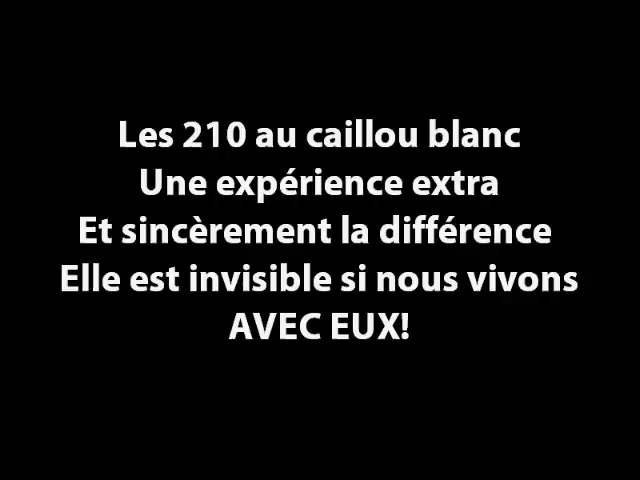 Les 210 au caillou blanc
Une expérience extra
Et sincèrement la différence
Elle est invisible si nous vivons
AVEC EUX!